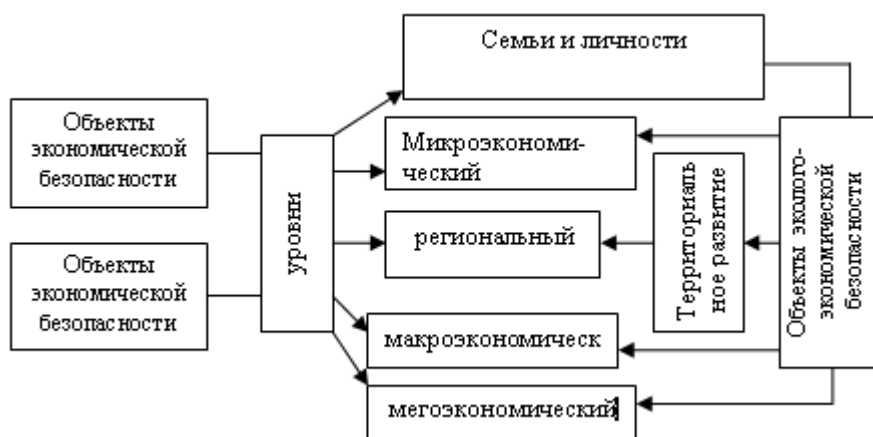 Семьи и личности
Объекты
экономической
безопасности
Микроэкономи-
ческий
региональный
Объекты
экономической
безопасности
уровни
макроэкономическ
мегоэкономический
Территориаль
ное развитие
Объекты эколого-
экономической
безопасности